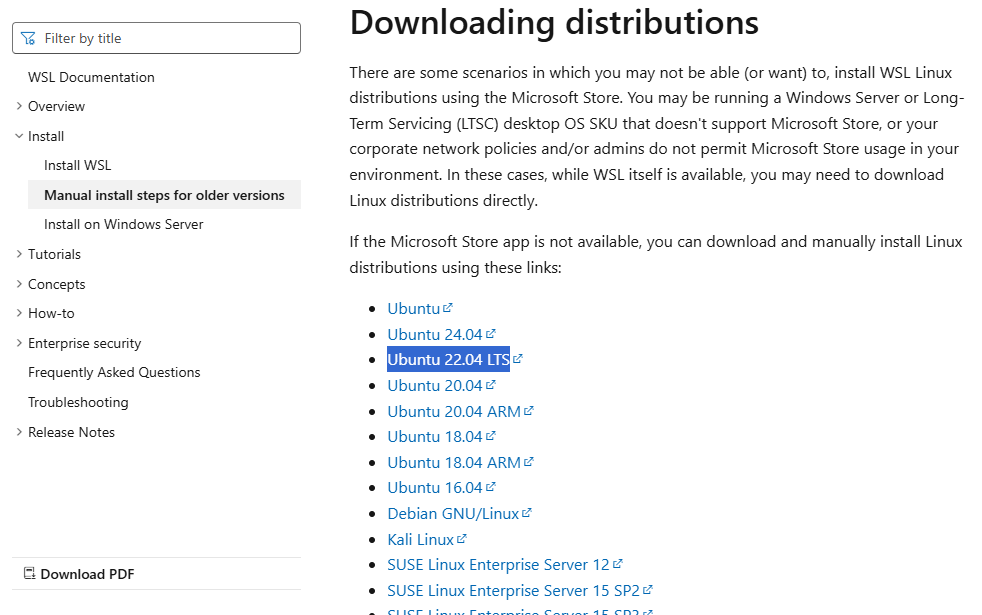 Filter by title
WSL Documentation
Overview
Install
Install WSL
Manual install steps for older versions
Install on Windows Server
Tutorials
Concepts
How-to
Enterprise security
Frequently Asked Questions
Troubleshooting
Release Notes
Download PDF
Downloading distributions
There are some scenarios in which you may not be able (or want) to, install WSL Linux
distributions using the Microsoft Store. You may be running a Windows Server or Long-
Term Servicing (LTSC) desktop OS SKU that doesn't support Microsoft Store, or your
corporate network policies and/or admins do not permit Microsoft Store usage in your
environment. In these cases, while WSL itself is available, you may need to download
Linux distributions directly.
If the Microsoft Store app is not available, you can download and manually install Linux
distributions using these links:
Ubuntu
Ubuntu 24.04
Ubuntu 22.04 LTS
Ubuntu 20.04
Ubuntu 20.04 ARM
Ubuntu 18.04
Ubuntu 18.04 ARM
Ubuntu 16.04
Debian GNU/Linux
Kali Linux
SUSE Linux Enterprise Server 12
SUSE Linux Enterprise Server 15 SP2
SUSE Linux Enterprise Server 15 SP3